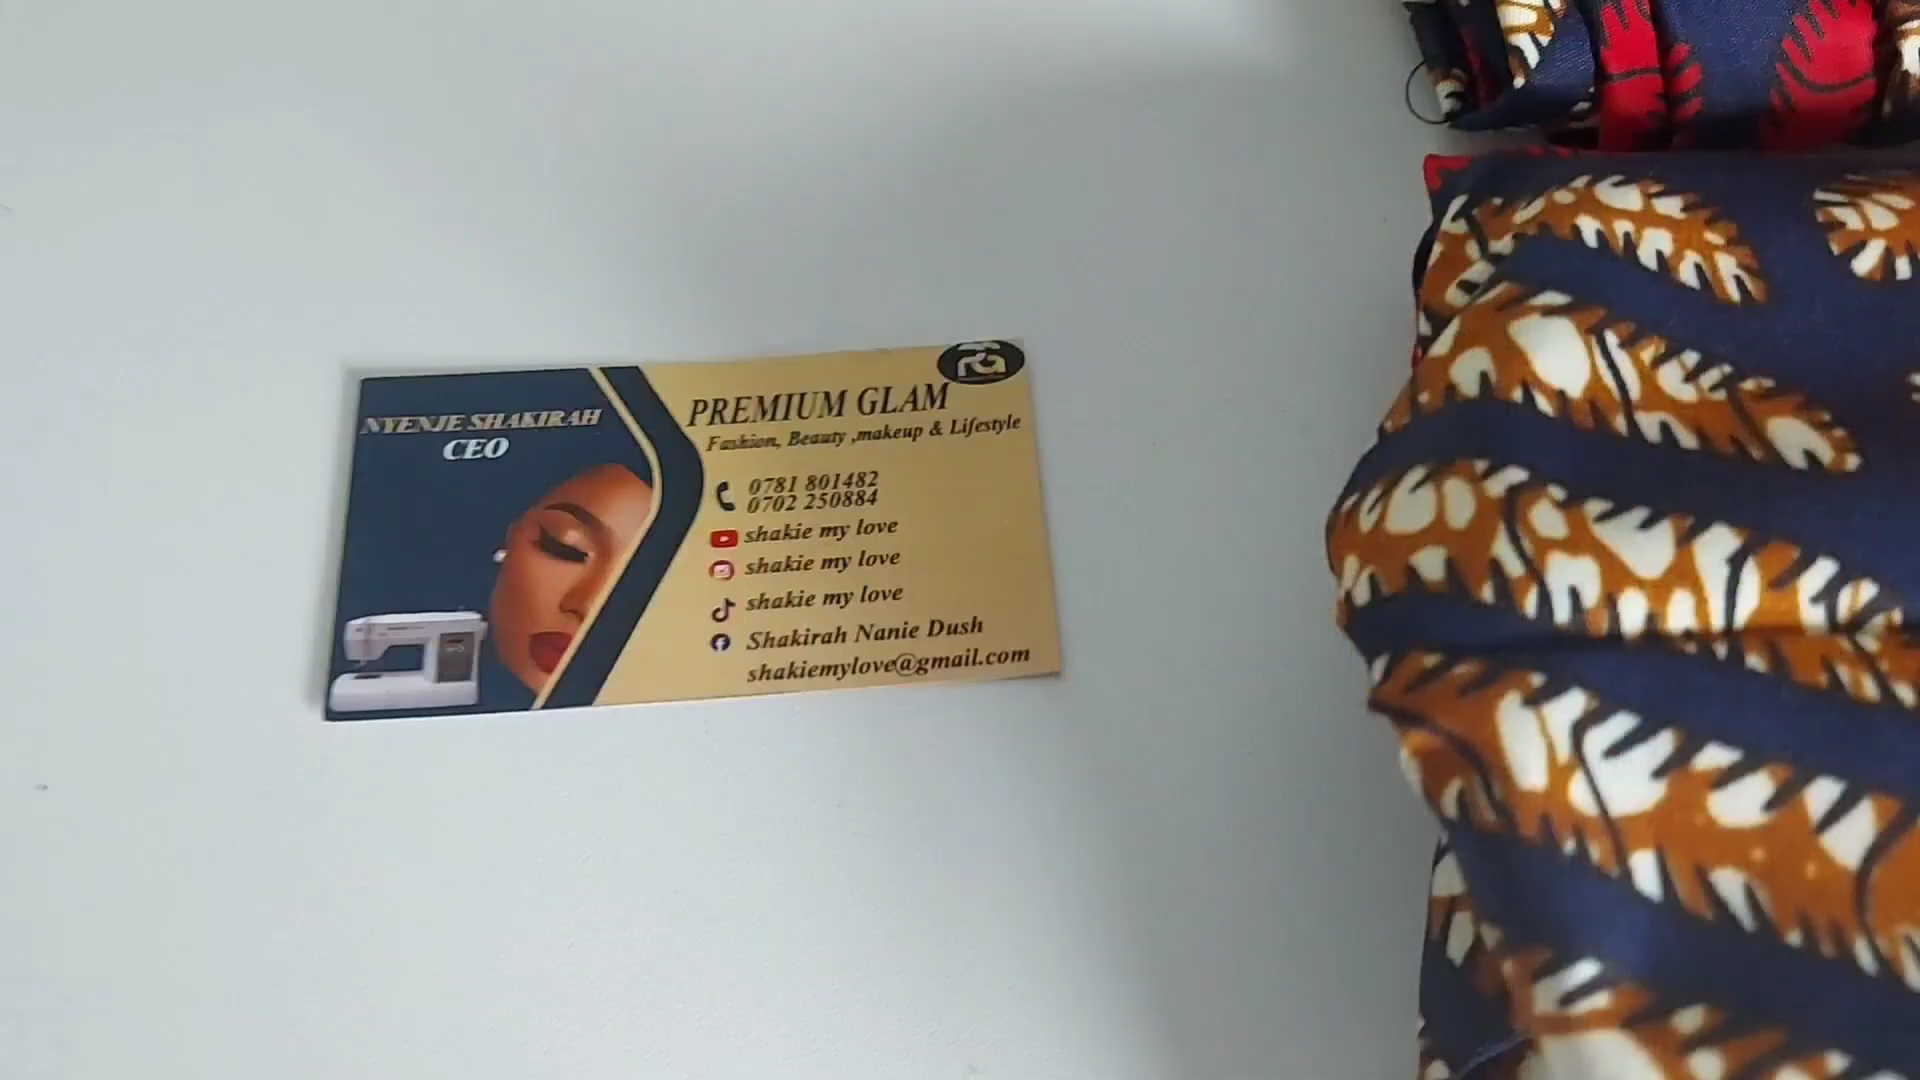 NYENJE SHAKIRAH
CEO
PREMIUM GLAM
Fashion, Beauty ,makeup & Lifestyle
0781 801482
0702 250884
shakie my love
shakie my love
shakie my love
Shakirah Nanie Dush
shakiemylove@gmail.com